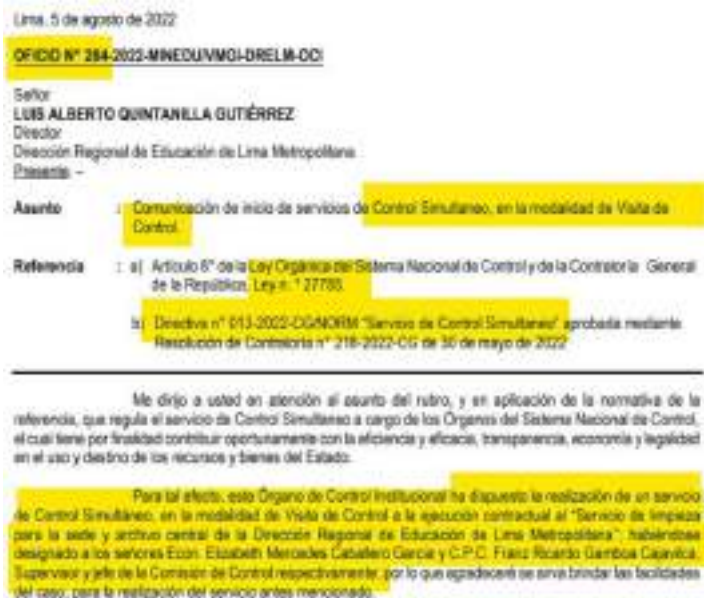 Lima, 5 de agosto de 2022
OFICIO N° 284-2022-MINEDU/VMGI-DRELM-OCI
Señor
LUIS ALBERTO QUINTANILLA GUTIÉRREZ
Director
Dirección Regional de Educación de Lima Metropolitana
Presente. –
Asunto : Comunicación de inicio de servicios de Control Simultaneo, en la modalidad de Visita de
Control.
Referencia : a) Artículo 8° de la Ley Orgánica del Sistema Nacional de Control y de la Contraloría General
de la República, Ley n. ° 27785.
b) Directiva n° 013-2022-CG/NORM "Servicio de Control Simultaneo" aprobada mediante
Resolución de Contraloría n° 218-2022-CG de 30 de mayo de 2022
Me dirijo a usted en atención al asunto del rubro, y en aplicación de la normativa de la
referencia, que regula el servicio de Control Simultaneo a cargo de los Órganos del Sistema Nacional de Control,
el cual tiene por finalidad contribuir oportunamente con la eficiencia y eficacia, transparencia, economía y legalidad
en el uso y destino de los recursos y bienes del Estado.
Para tal efecto, este Órgano de Control Institucional ha dispuesto la realización de un servicio
de Control Simultáneo, en la modalidad de Visita de Control a la ejecución contractual al "Servicio de limpieza
para la sede y archivo central de la Dirección Regional de Educación de Lima Metropolitana"; habiéndose
designado a los señores Econ. Elizabeth Mercedes Caballero García y C.P.C. Franz Ricardo Gamboa Cajavilca,
Supervisor y jefe de la Comisión de Control respectivamente; por lo que agradeceré se sirva brindar las facilidades
del caso, para la realización del servicio antes mencionado.